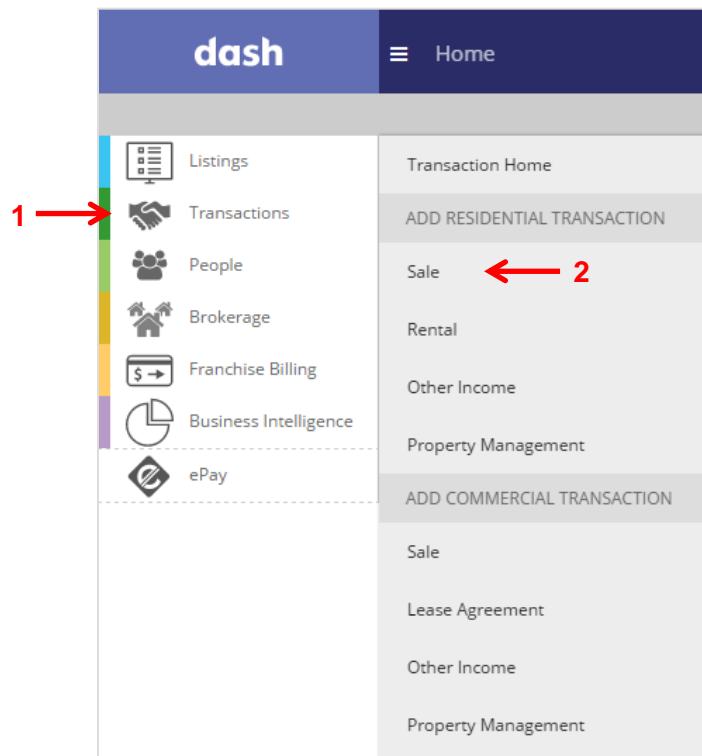 dash
Home
Listings
1
Transactions
People
Brokerage
$
Franchise Billing
Business Intelligence
e
ePay
Transaction Home
ADD RESIDENTIAL TRANSACTION
Sale
2
Rental
Other Income
Property Management
ADD COMMERCIAL TRANSACTION
Sale
Lease Agreement
Other Income
Property Management